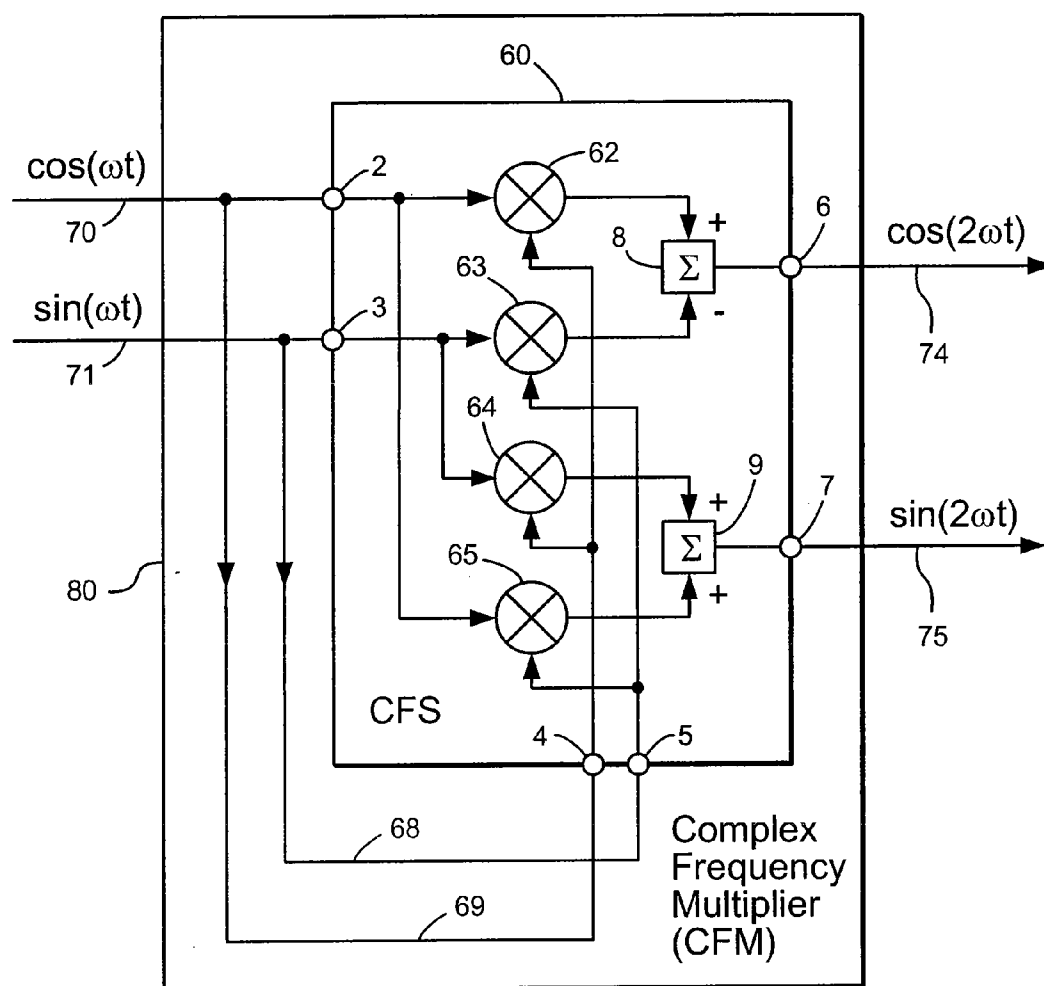 60
62
cos(ωt)
2
+
6
70
8
Σ
cos(2ωt)
63
sin(ωt)
3
-
74
71
64
9
+
7
sin(2ωt)
65
Σ
80
+
75
CFS
4
5
68
Complex
Frequency
Multiplier
(CFM)
69